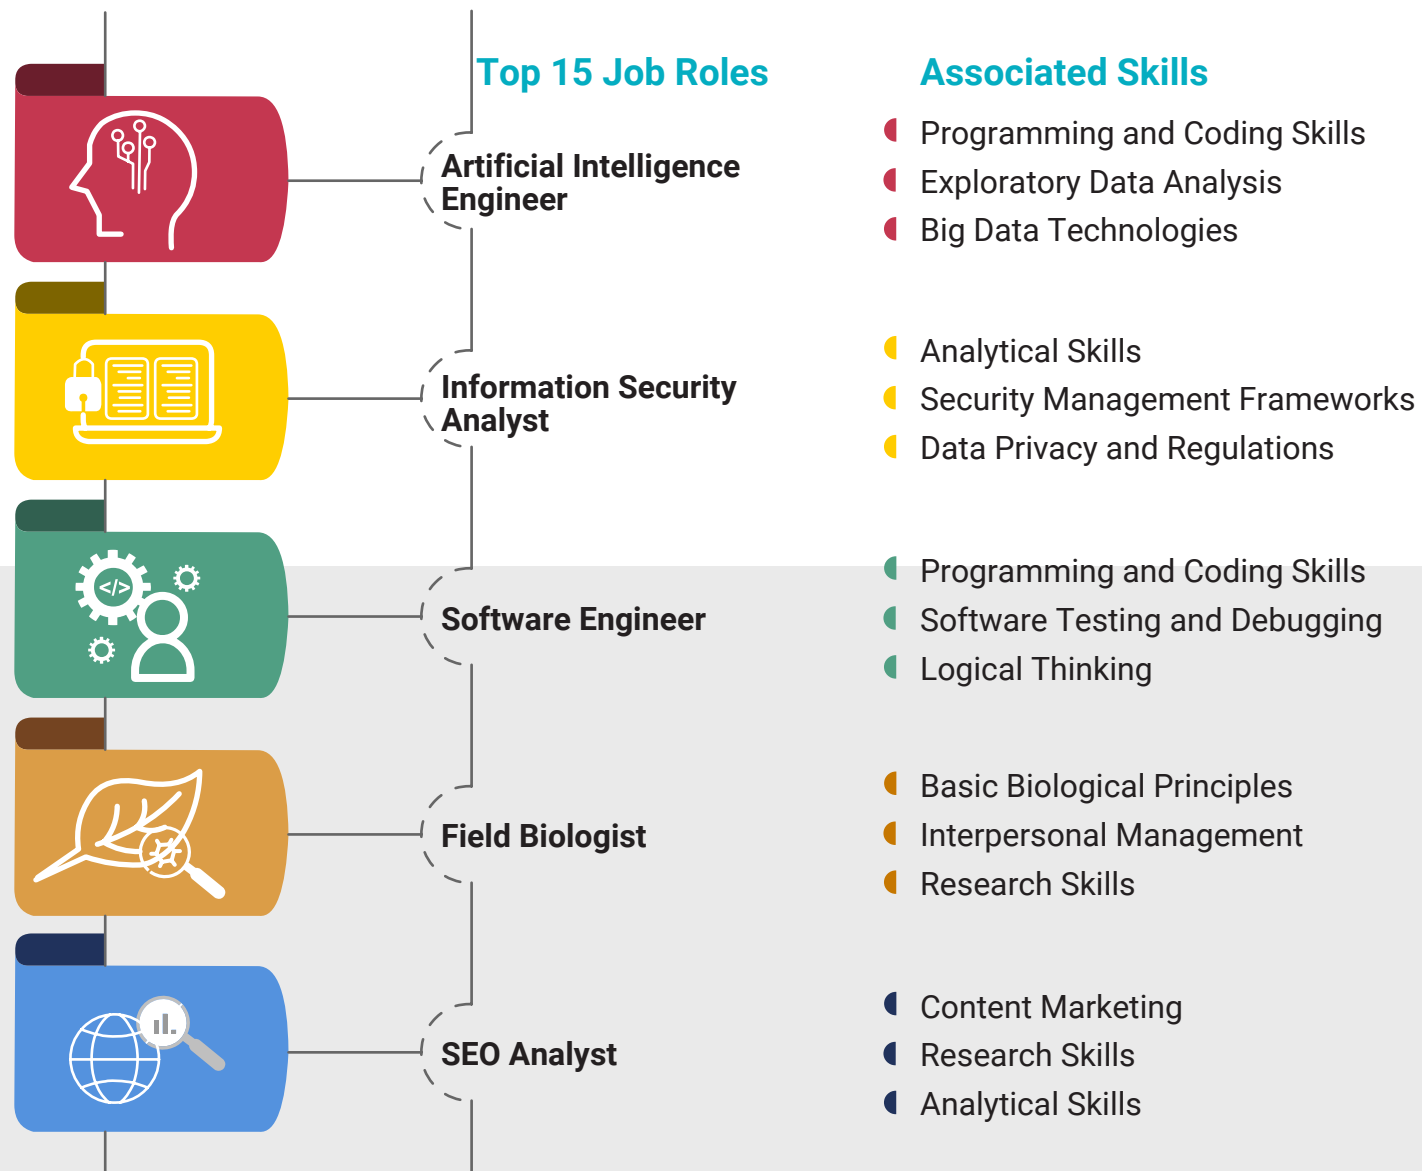 Top 15 Job Roles
Associated Skills
Artificial Intelligence
Engineer
Programming and Coding Skills
Exploratory Data Analysis
Big Data Technologies
Information Security
Analyst
Analytical Skills
Security Management Frameworks
Data Privacy and Regulations
</>
Software Engineer
Programming and Coding Skills
Software Testing and Debugging
Logical Thinking
Field Biologist
Basic Biological Principles
Interpersonal Management
Research Skills
SEO Analyst
Content Marketing
Research Skills
Analytical Skills